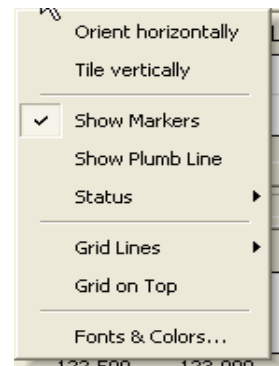 Orient horizontally
Tile vertically
Show Markers
Show Plumb Line
Status
Grid Lines
Grid on Top
Fonts & Colors...